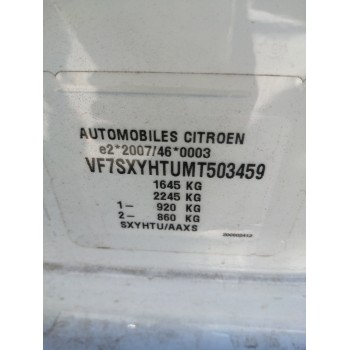 AUTOMOBILES CITROEN
e2*2007/46*0003
VF7SXYHTUMT503459
1645 KG
2245 KG
1- 920 KG
2- 860 KG
SXYHTU/AAXS